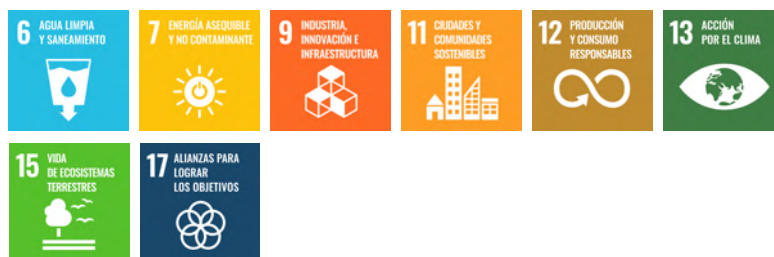 6 AGUA LIMPIA
Y SANEAMIENTO
7 ENERGÍA ASEQUIBLE
Y NO CONTAMINANTE
9 INDUSTRIA,
INNOVACIÓN E
INFRAESTRUCTURA
11 CIUDADES Y
COMUNIDADES
SOSTENIBLES
12 PRODUCCIÓN
Y CONSUMO
RESPONSABLES
13 ACCIÓN
POR EL CLIMA
15 VIDA
DE ECOSISTEMAS
TERRESTRES
17 ALIANZAS PARA
LOGRAR
LOS OBJETIVOS